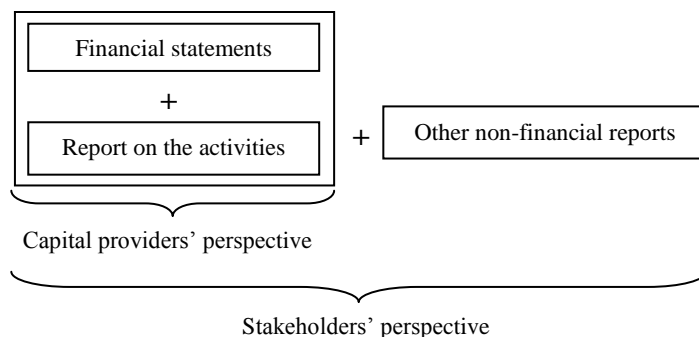 Financial statements
+
Report on the activities
+
Other non-financial reports
Capital providers’ perspective
Stakeholders’ perspective